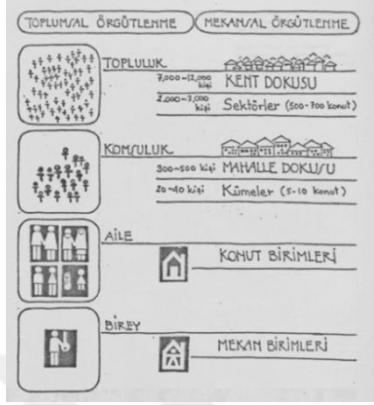 TOPLUMSAL ÖRGÜTLENME
MEKANSAL ÖRGÜTLENME
TOPLULUK
7,000-12,000 kişi KENT DOKUSU
2.000-3,000 kişi Sektörler (500-700 konut)
KOMŞULUK
300-500 kişi MAHALLE DOKUSU
20-40 kişi Kümeler (5-10 konut)
AİLE
KONUT BİRİMLERİ
BİREY
MEKAN BİRİMLERİ